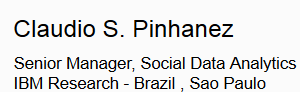 Claudio S. Pinhanez
Senior Manager, Social Data Analytics
IBM Research - Brazil , Sao Paulo